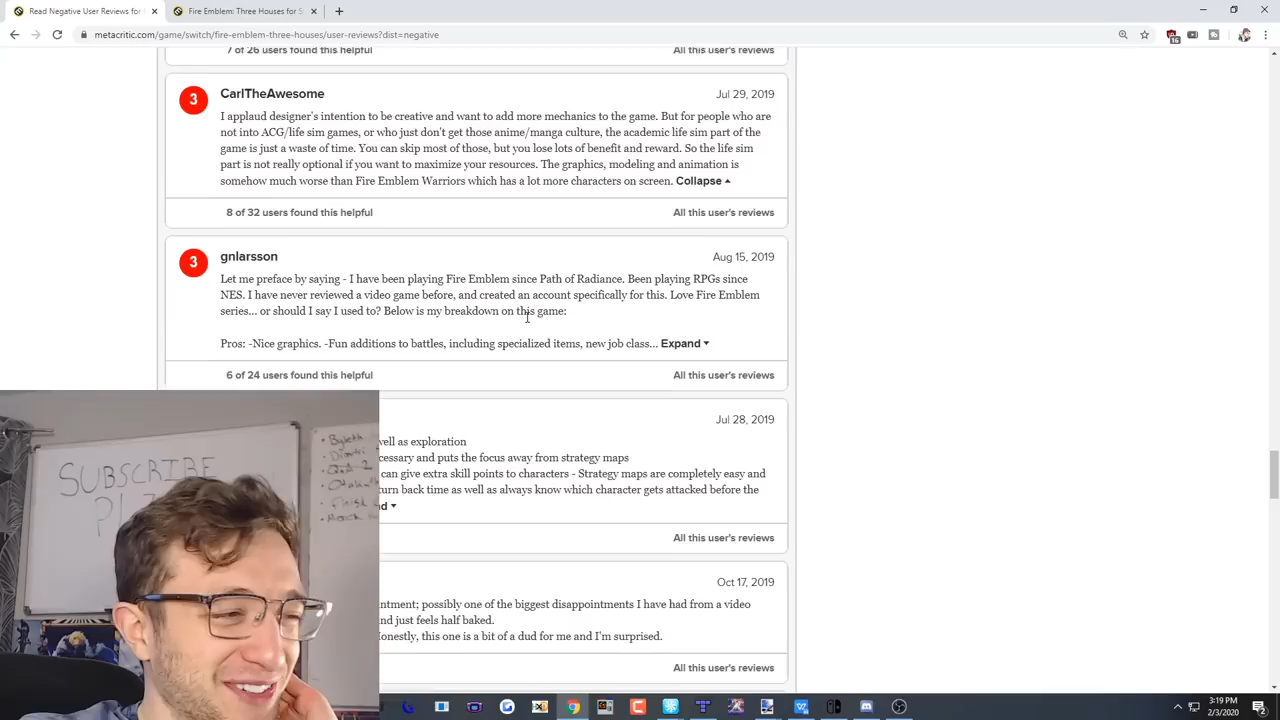 Read Negative User Reviews for
Fire Emblem: Three Houses for S
metacritic.com/game/switch/fire-emblem-three-houses/user-reviews?dist=negative
7 of 26 users found this helpful
All this user's reviews
3
CarlTheAwesome
Jul 29, 2019
I applaud designer's intention to be creative and want to add more mechanics to the game. But for people who are
not into ACG/life sim games, or who just don't get those anime/manga culture, the academic life sim part of the
game is just a waste of time. You can skip most of those, but you lose lots of benefit and reward. So the life sim
part is not really optional if you want to maximize your resources. The graphics, modeling and animation is
somehow much worse than Fire Emblem Warriors which has a lot more characters on screen. Collapse
8 of 32 users found this helpful
All this user's reviews
3
gnlarsson
Aug 15, 2019
Let me preface by saying - I have been playing Fire Emblem since Path of Radiance. Been playing RPGs since
NES. I have never reviewed a video game before, and created an account specifically for this. Love Fire Emblem
series... or should I say I used to? Below is my breakdown on this game:
Pros: -Nice graphics. -Fun additions to battles, including specialized items, new job class... Expand
6 of 24 users found this helpful
All this user's reviews
Jul 28, 2019
well as exploration
cessary and puts the focus away from strategy maps
can give extra skill points to characters - Strategy maps are completely easy and
turn back time as well as always know which character gets attacked before the
nd
All this user's reviews
Oct 17, 2019
ntment; possibly one of the biggest disappointments I have had from a video
nd just feels half baked.
Honestly, this one is a bit of a dud for me and I'm surprised.
All this user's reviews
SUBSCRIBE
Byleth
3:19 PM
2/3/2020